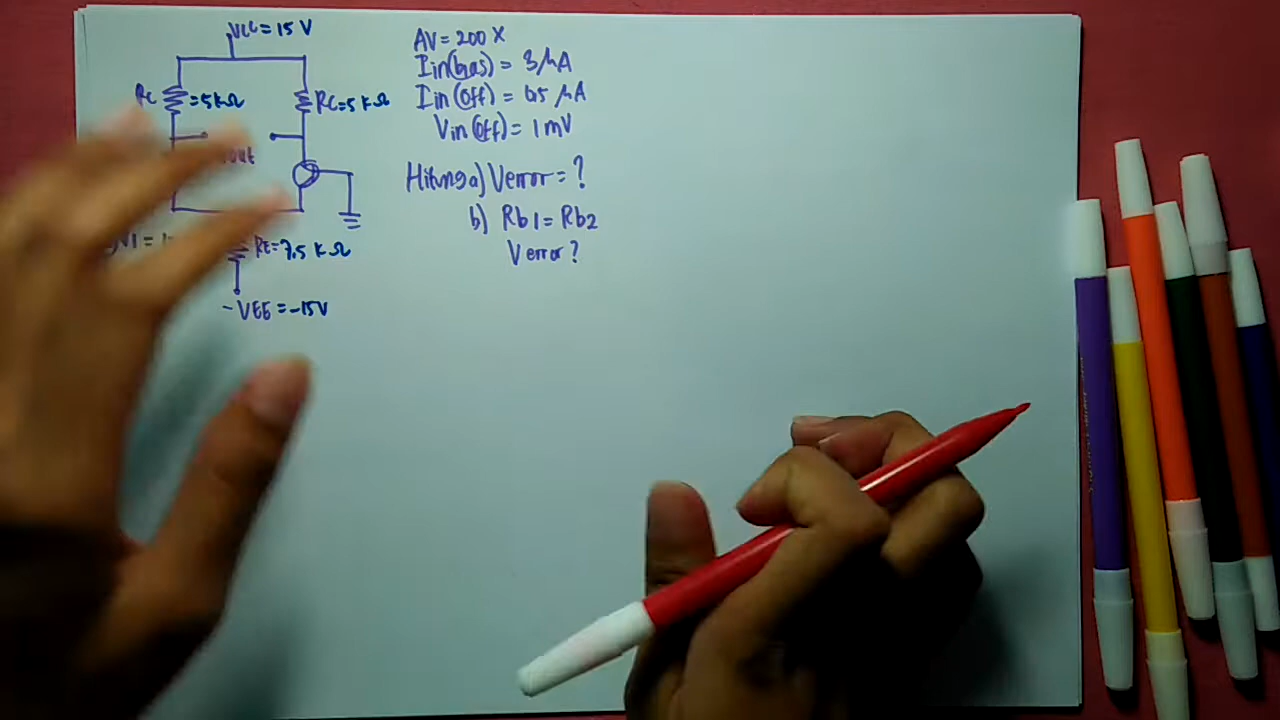 VCC = 15 V
RC = 5 kΩ
RC = 5 kΩ
RE = 7.5 kΩ
-VEE = -15V
AV = 200 X
Iin(bias) = 3 μA
Iin(off) = 0,5 μA
Vin(off) = 1 mV
Hitung a) Verror = ?
b) Rb1 = Rb2
Verror ?